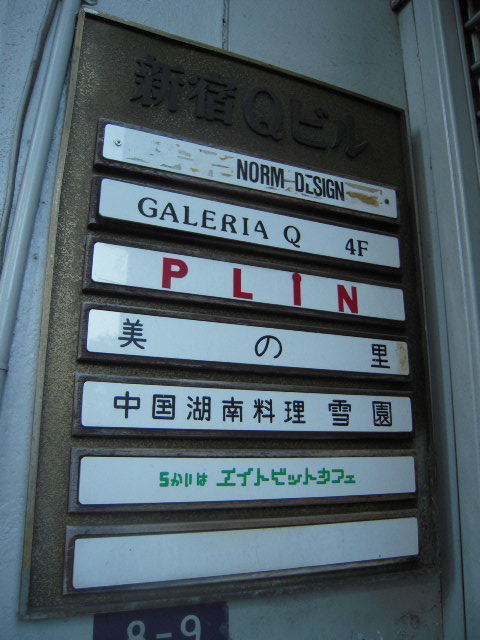 新宿Qビル
NORM DESIGN
GALERIA Q 4F
PLIN
美の里
中国湖南料理 雪園
5かいは エイトビットカフェ
8-9